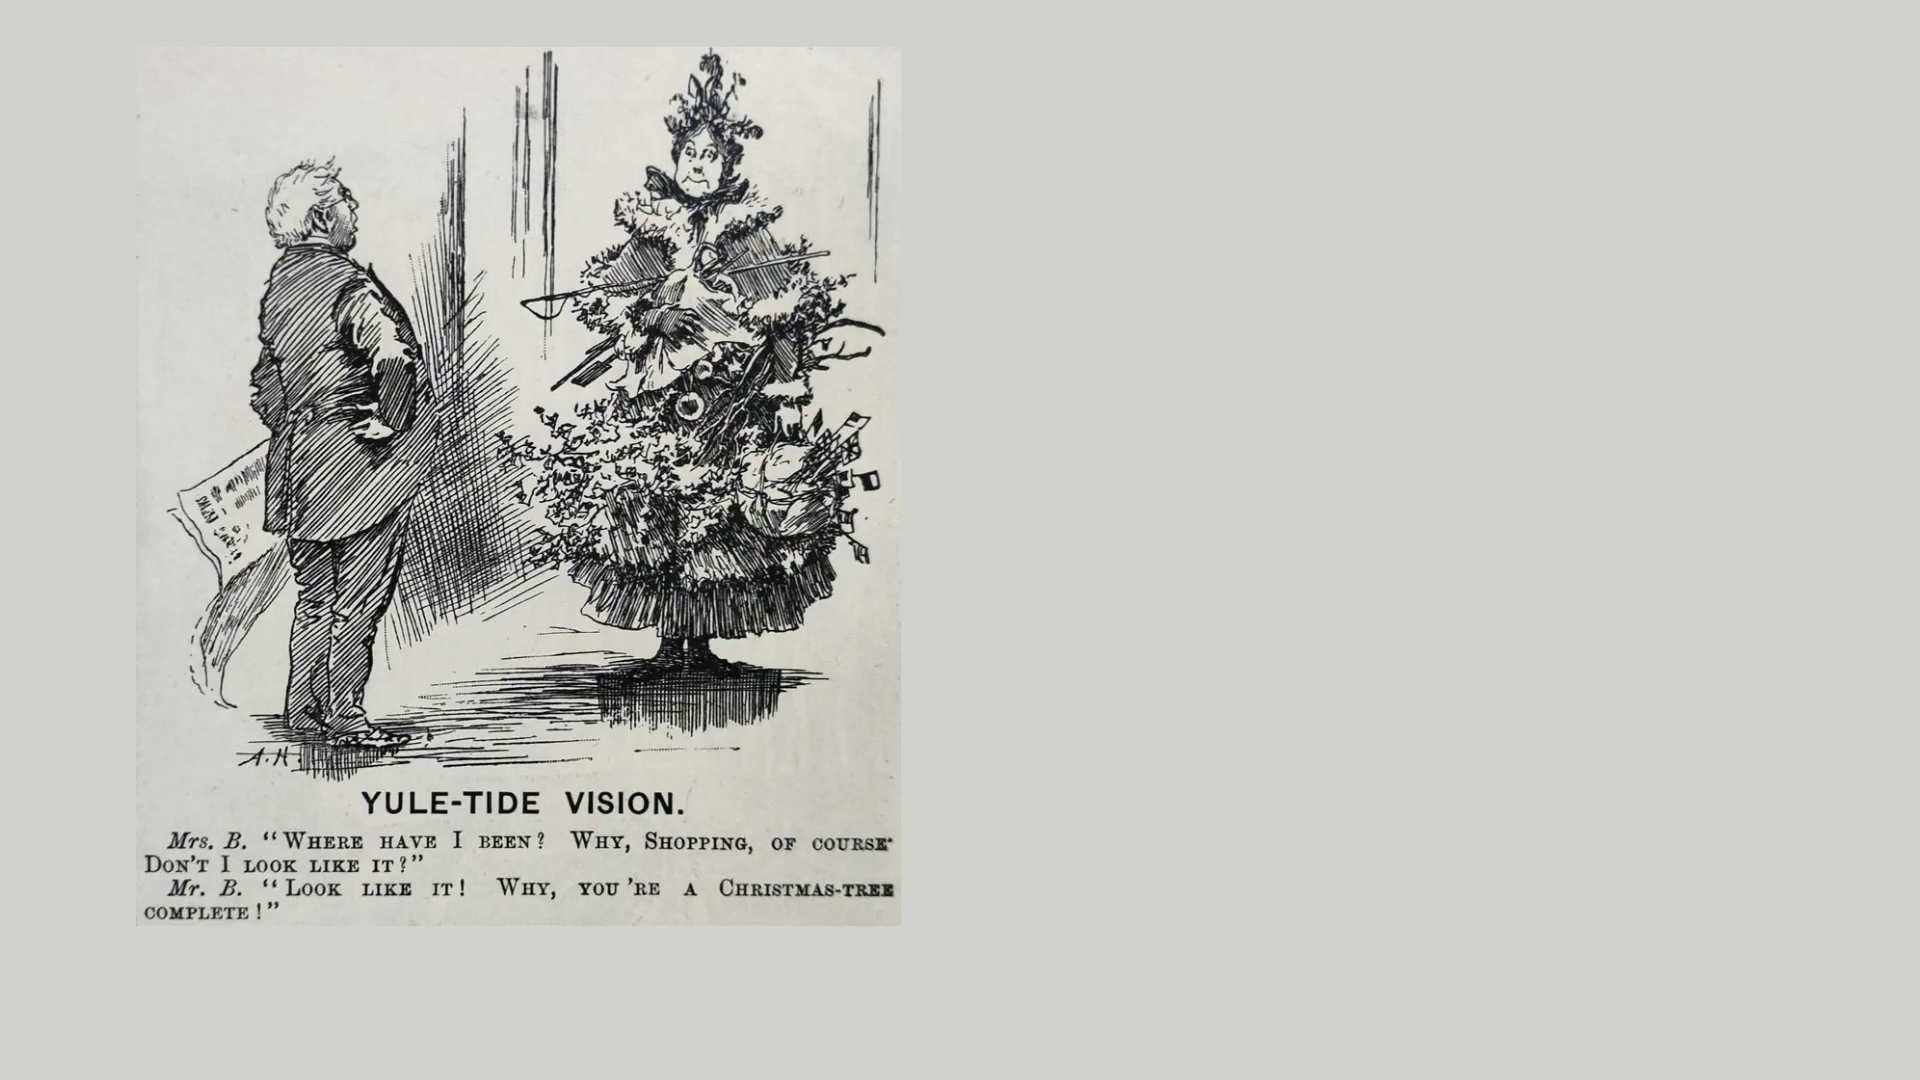 A. H.
YULE-TIDE VISION.
Mrs. B. “WHERE HAVE I BEEN? WHY, SHOPPING, OF COURSE·
DON'T I LOOK LIKE IT?”
Mr. B. “LOOK LIKE IT! WHY, YOU 'RE A CHRISTMAS-TREE
COMPLETE!”